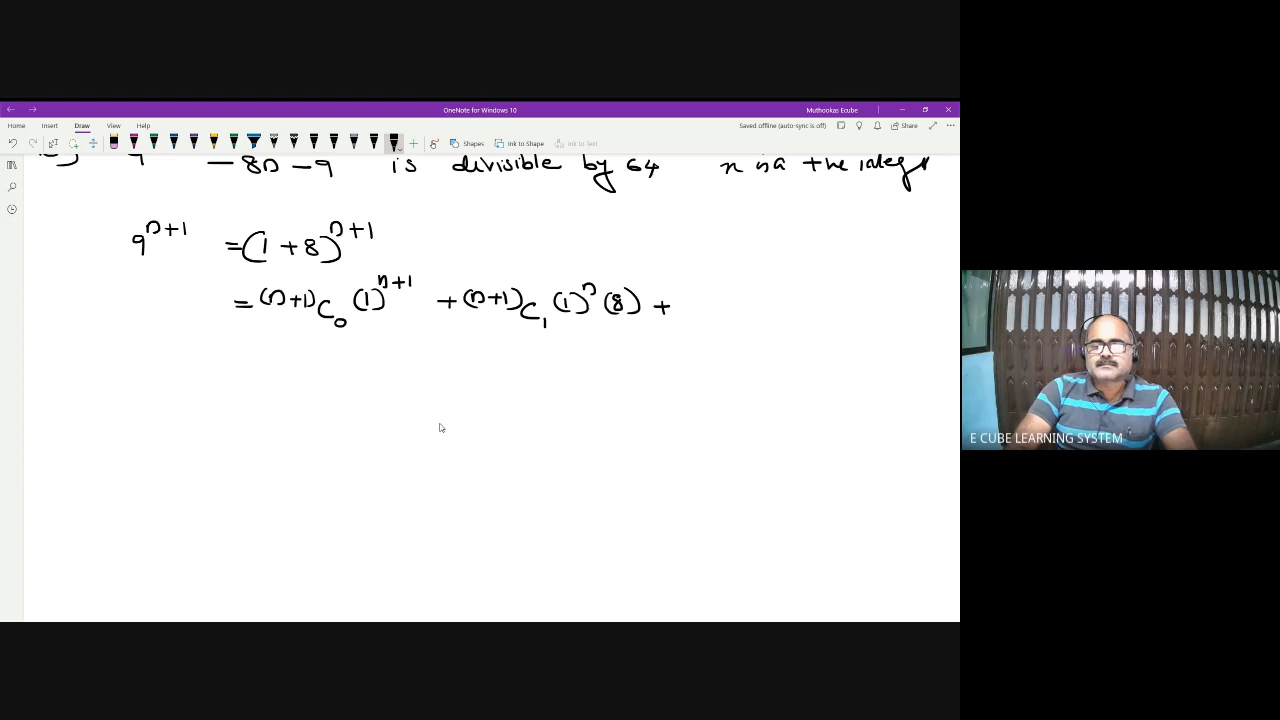 OneNote for Windows 10
Muthookas Ecube
Home Insert Draw View Help
Saved offline (auto-sync is off)
Share
Shapes
Ink to Shape
Ink to Text
- 8n - 9 is divisible by 64 n is a +ve integer
9^{n+1} = (1 + 8)^{n+1}
= (n+1)C_0 (1)^{n+1} + (n+1)C_1 (1)^n (8) +
E CUBE LEARNING SYSTEM